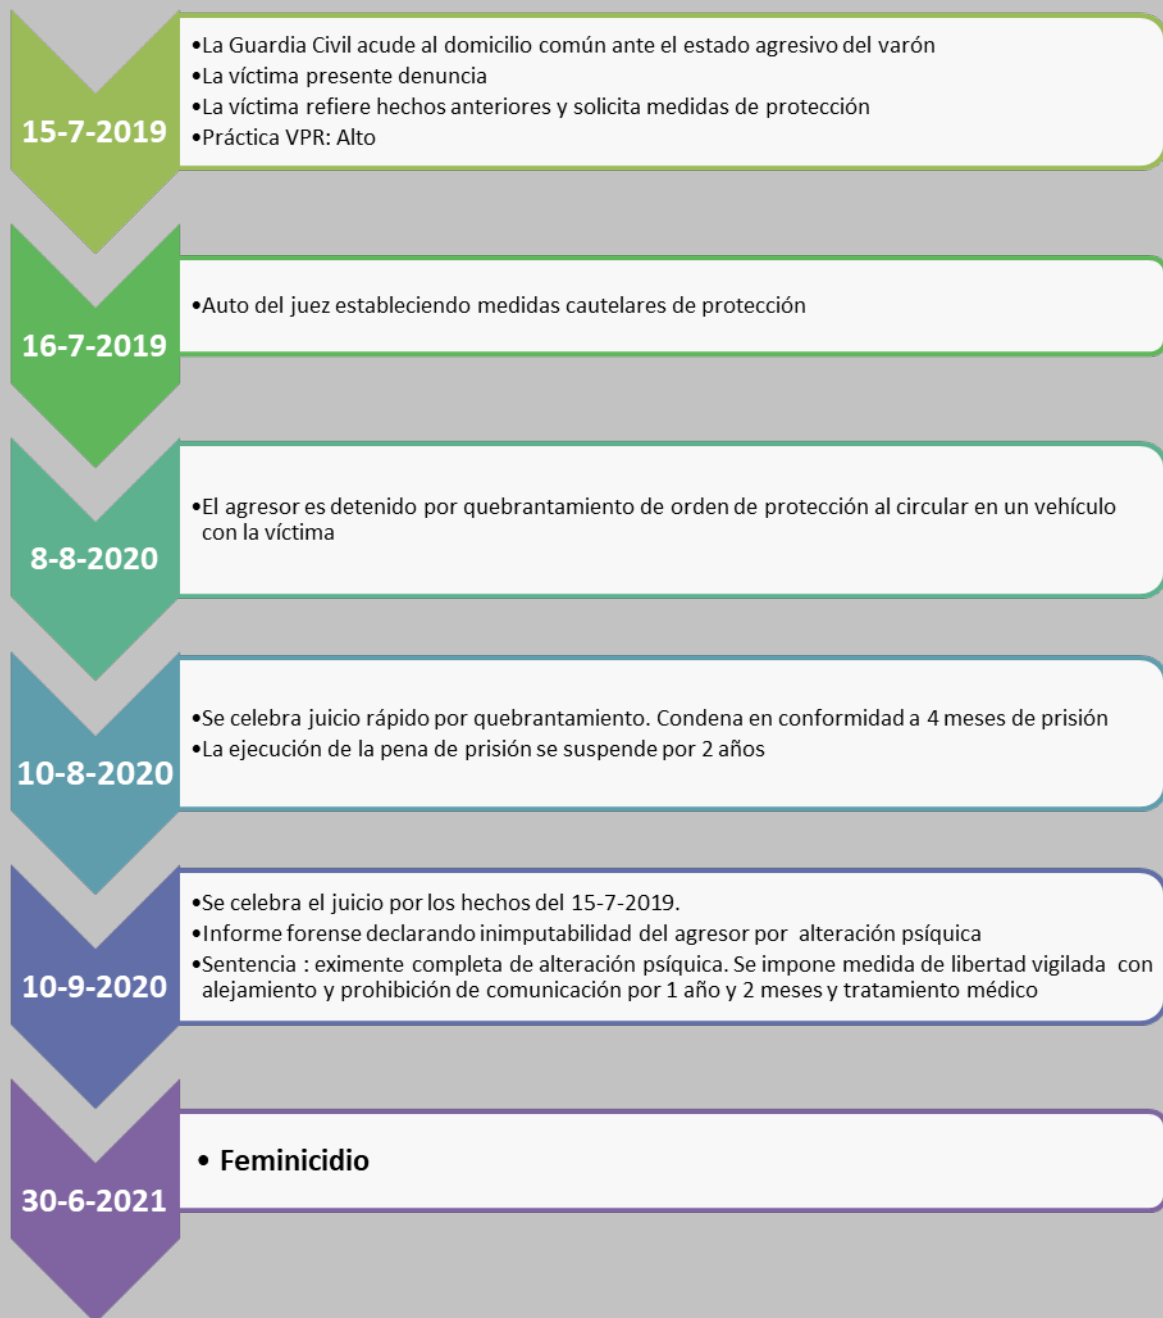 15-7-2019
•La Guardia Civil acude al domicilio común ante el estado agresivo del varón
•La víctima presente denuncia
•La víctima refiere hechos anteriores y solicita medidas de protección
•Práctica VPR: Alto
16-7-2019
•Auto del juez estableciendo medidas cautelares de protección
8-8-2020
•El agresor es detenido por quebrantamiento de orden de protección al circular en un vehículo
con la víctima
10-8-2020
•Se celebra juicio rápido por quebrantamiento. Condena en conformidad a 4 meses de prisión
•La ejecución de la pena de prisión se suspende por 2 años
10-9-2020
•Se celebra el juicio por los hechos del 15-7-2019.
•Informe forense declarando inimputabilidad del agresor por alteración psíquica
•Sentencia : eximente completa de alteración psíquica. Se impone medida de libertad vigilada con
alejamiento y prohibición de comunicación por 1 año y 2 meses y tratamiento médico
30-6-2021
• Feminicidio